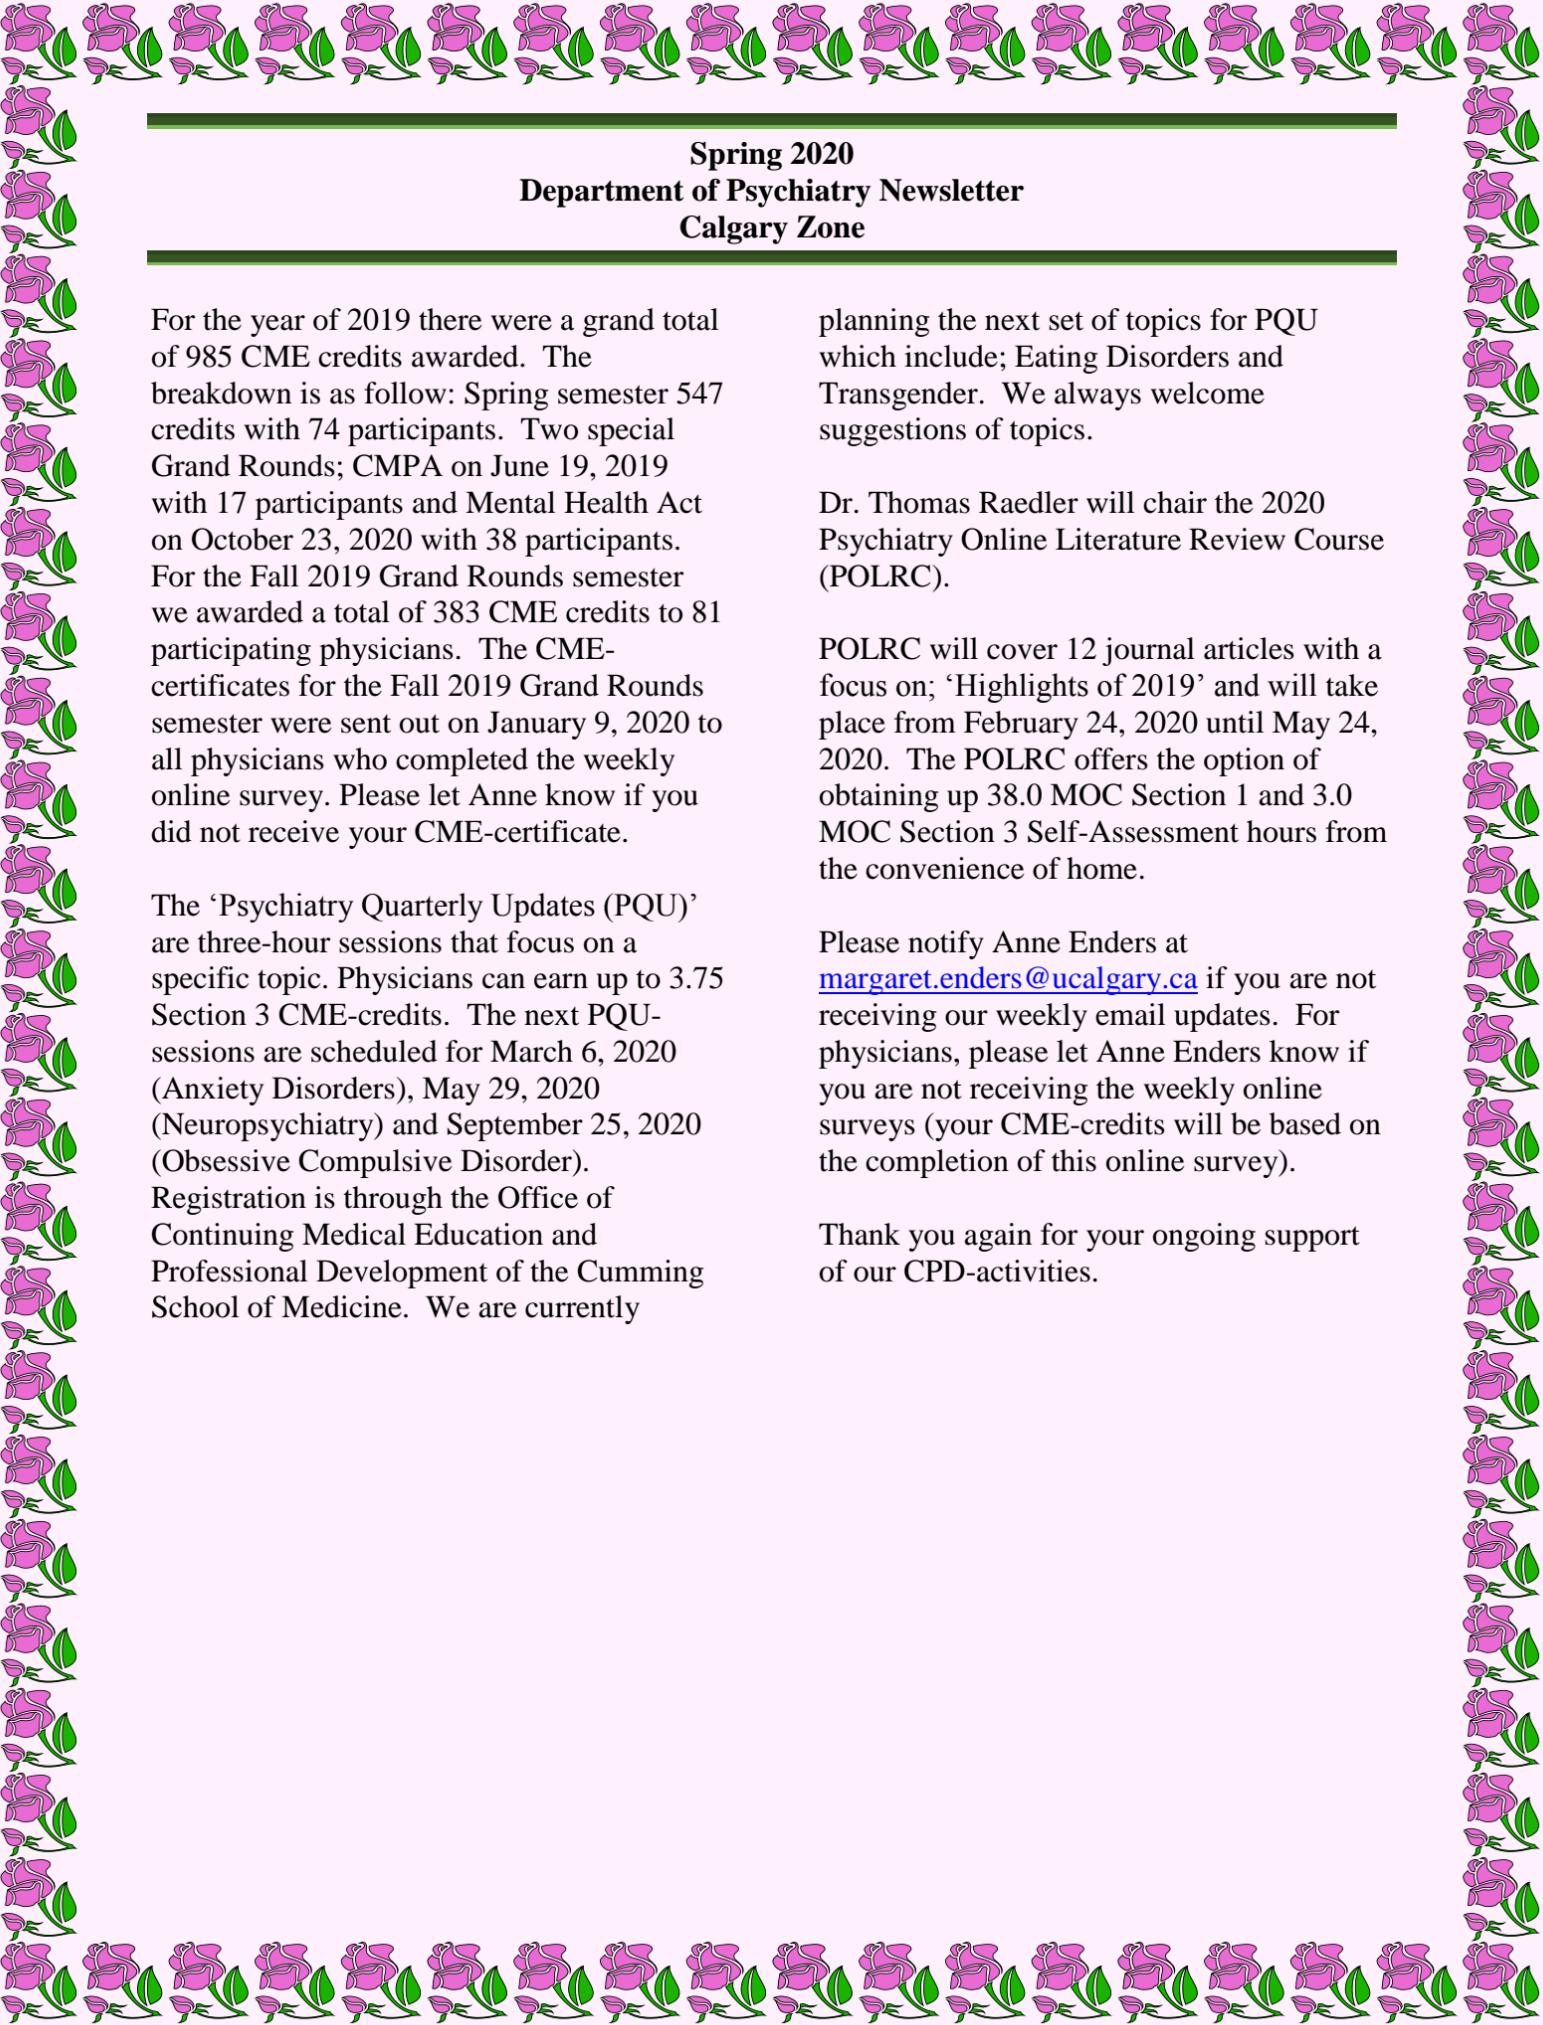 Spring 2020
Department of Psychiatry Newsletter
Calgary Zone
For the year of 2019 there were a grand total
of 985 CME credits awarded.  The
breakdown is as follow: Spring semester 547
credits with 74 participants.  Two special
Grand Rounds; CMPA on June 19, 2019
with 17 participants and Mental Health Act
on October 23, 2020 with 38 participants.
For the Fall 2019 Grand Rounds semester
we awarded a total of 383 CME credits to 81
participating physicians.  The CME-
certificates for the Fall 2019 Grand Rounds
semester were sent out on January 9, 2020 to
all physicians who completed the weekly
online survey. Please let Anne know if you
did not receive your CME-certificate.
The ‘Psychiatry Quarterly Updates (PQU)’
are three-hour sessions that focus on a
specific topic. Physicians can earn up to 3.75
Section 3 CME-credits.  The next PQU-
sessions are scheduled for March 6, 2020
(Anxiety Disorders), May 29, 2020
(Neuropsychiatry) and September 25, 2020
(Obsessive Compulsive Disorder).
Registration is through the Office of
Continuing Medical Education and
Professional Development of the Cumming
School of Medicine.  We are currently
planning the next set of topics for PQU
which include; Eating Disorders and
Transgender.  We always welcome
suggestions of topics.
Dr. Thomas Raedler will chair the 2020
Psychiatry Online Literature Review Course
(POLRC).
POLRC will cover 12 journal articles with a
focus on; ‘Highlights of 2019’ and will take
place from February 24, 2020 until May 24,
2020.  The POLRC offers the option of
obtaining up 38.0 MOC Section 1 and 3.0
MOC Section 3 Self-Assessment hours from
the convenience of home.
Please notify Anne Enders at
margaret.enders@ucalgary.ca if you are not
receiving our weekly email updates.  For
physicians, please let Anne Enders know if
you are not receiving the weekly online
surveys (your CME-credits will be based on
the completion of this online survey).
Thank you again for your ongoing support
of our CPD-activities.